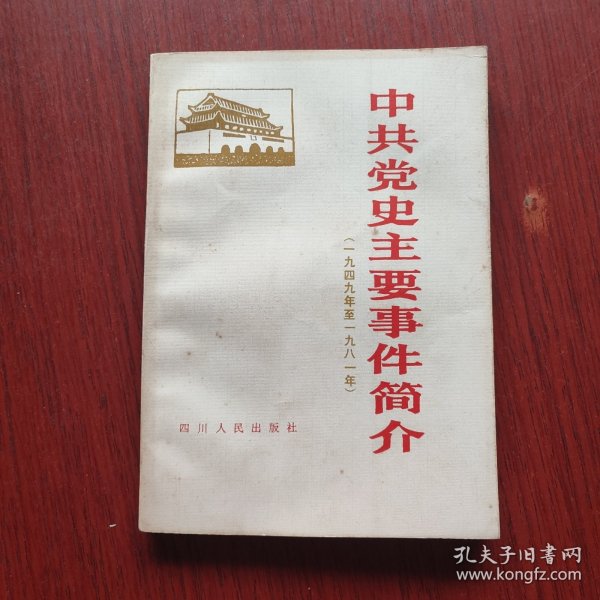 中共党史主要事件简介
(一九四九年至一九八一年)
四川人民出版社
孔夫子旧书网
www.kongfz.com